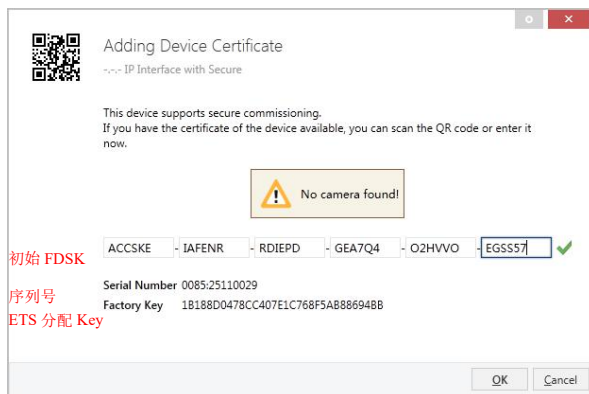 Adding Device Certificate
-.-.- IP Interface with Secure
This device supports secure commissioning.
If you have the certificate of the device available, you can scan the QR code or enter it
now.
No camera found!
初始 FDSK
ACCSKE - IAFENR - RDIEPD - GEA7Q4 - O2HVVO - EGSS57
序列号
Serial Number 0085:25110029
ETS 分配 Key
Factory Key 1B188D0478CC407E1C768F5AB88694BB
OK Cancel